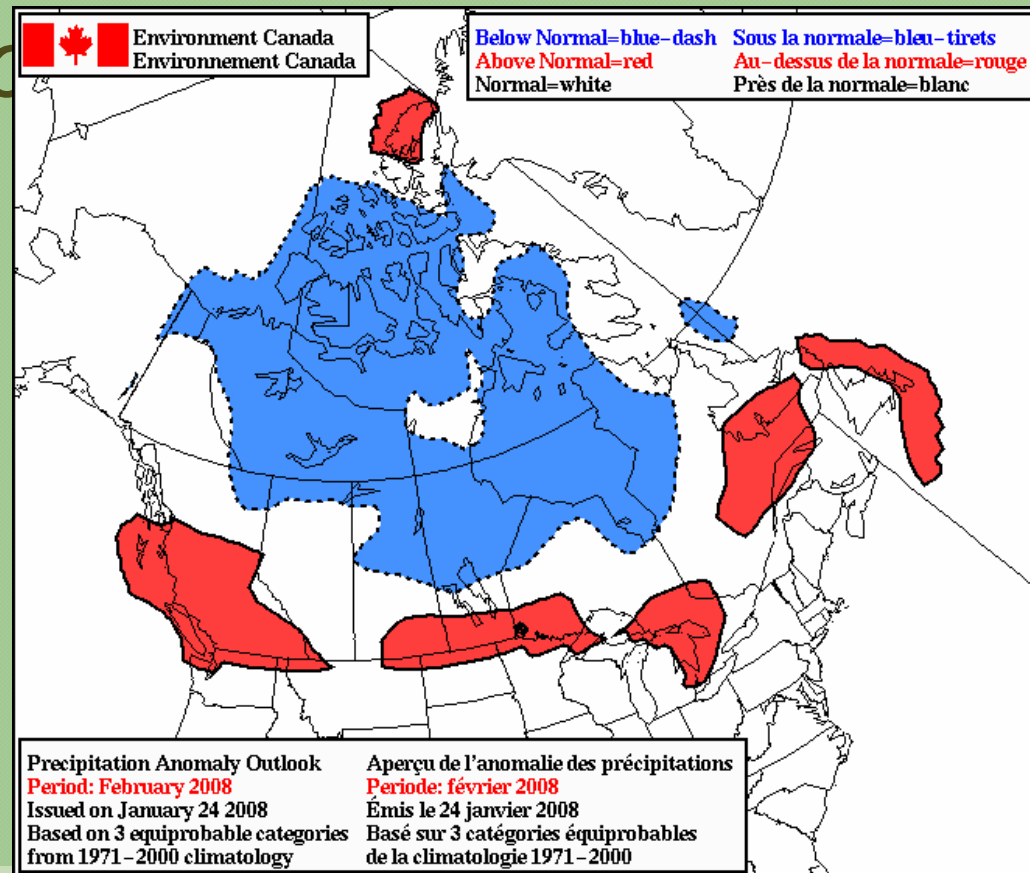 Environment Canada
Environnement Canada
Below Normal=blue-dash Sous la normale=bleu-tirets
Above Normal=red Au-dessus de la normale=rouge
Normal=white Près de la normale=blanc
Precipitation Anomaly Outlook
Period: February 2008
Issued on January 24 2008
Based on 3 equiprobable categories
from 1971-2000 climatology
Aperçu de l'anomalie des précipitations
Periode: février 2008
Émis le 24 janvier 2008
Basé sur 3 catégories équiprobables
de la climatologie 1971-2000